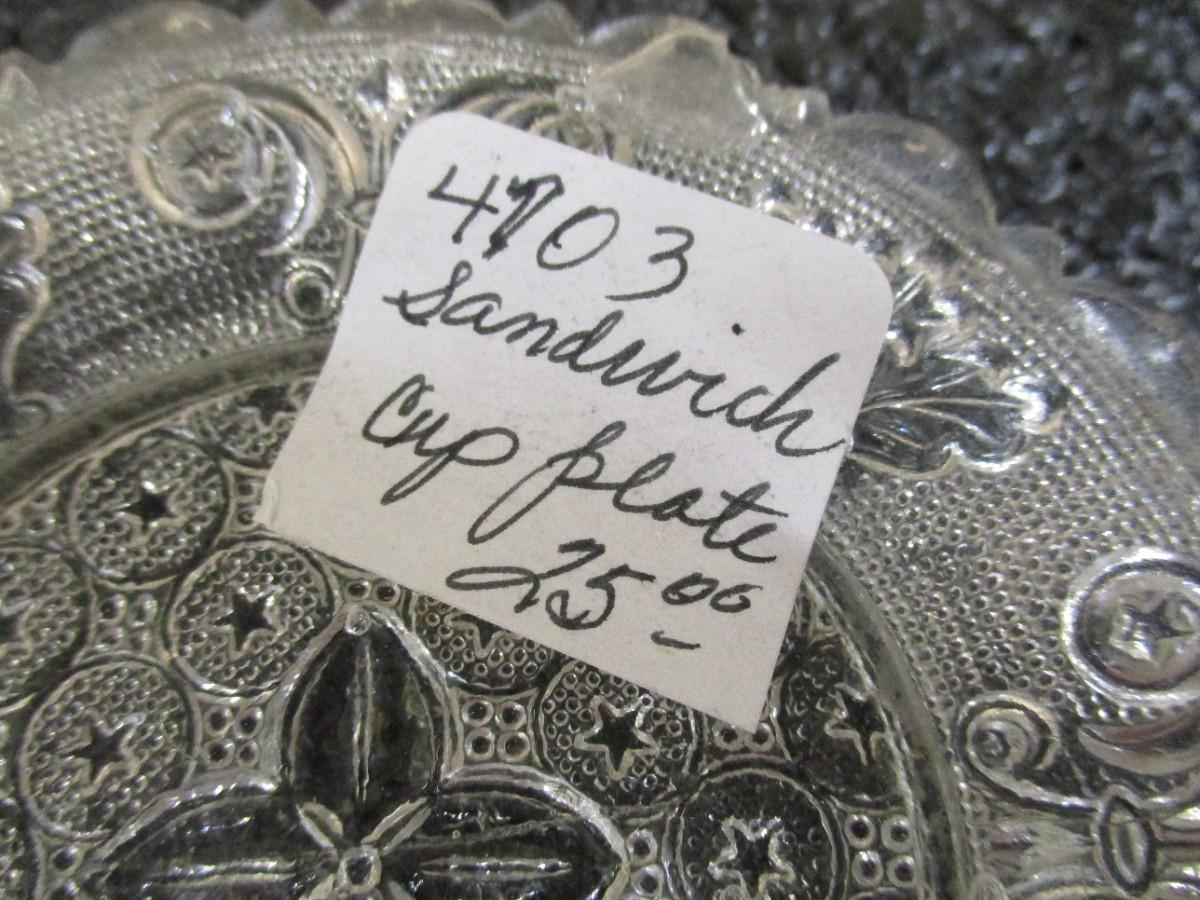 4703
Sandwich
Cup plate
25 00